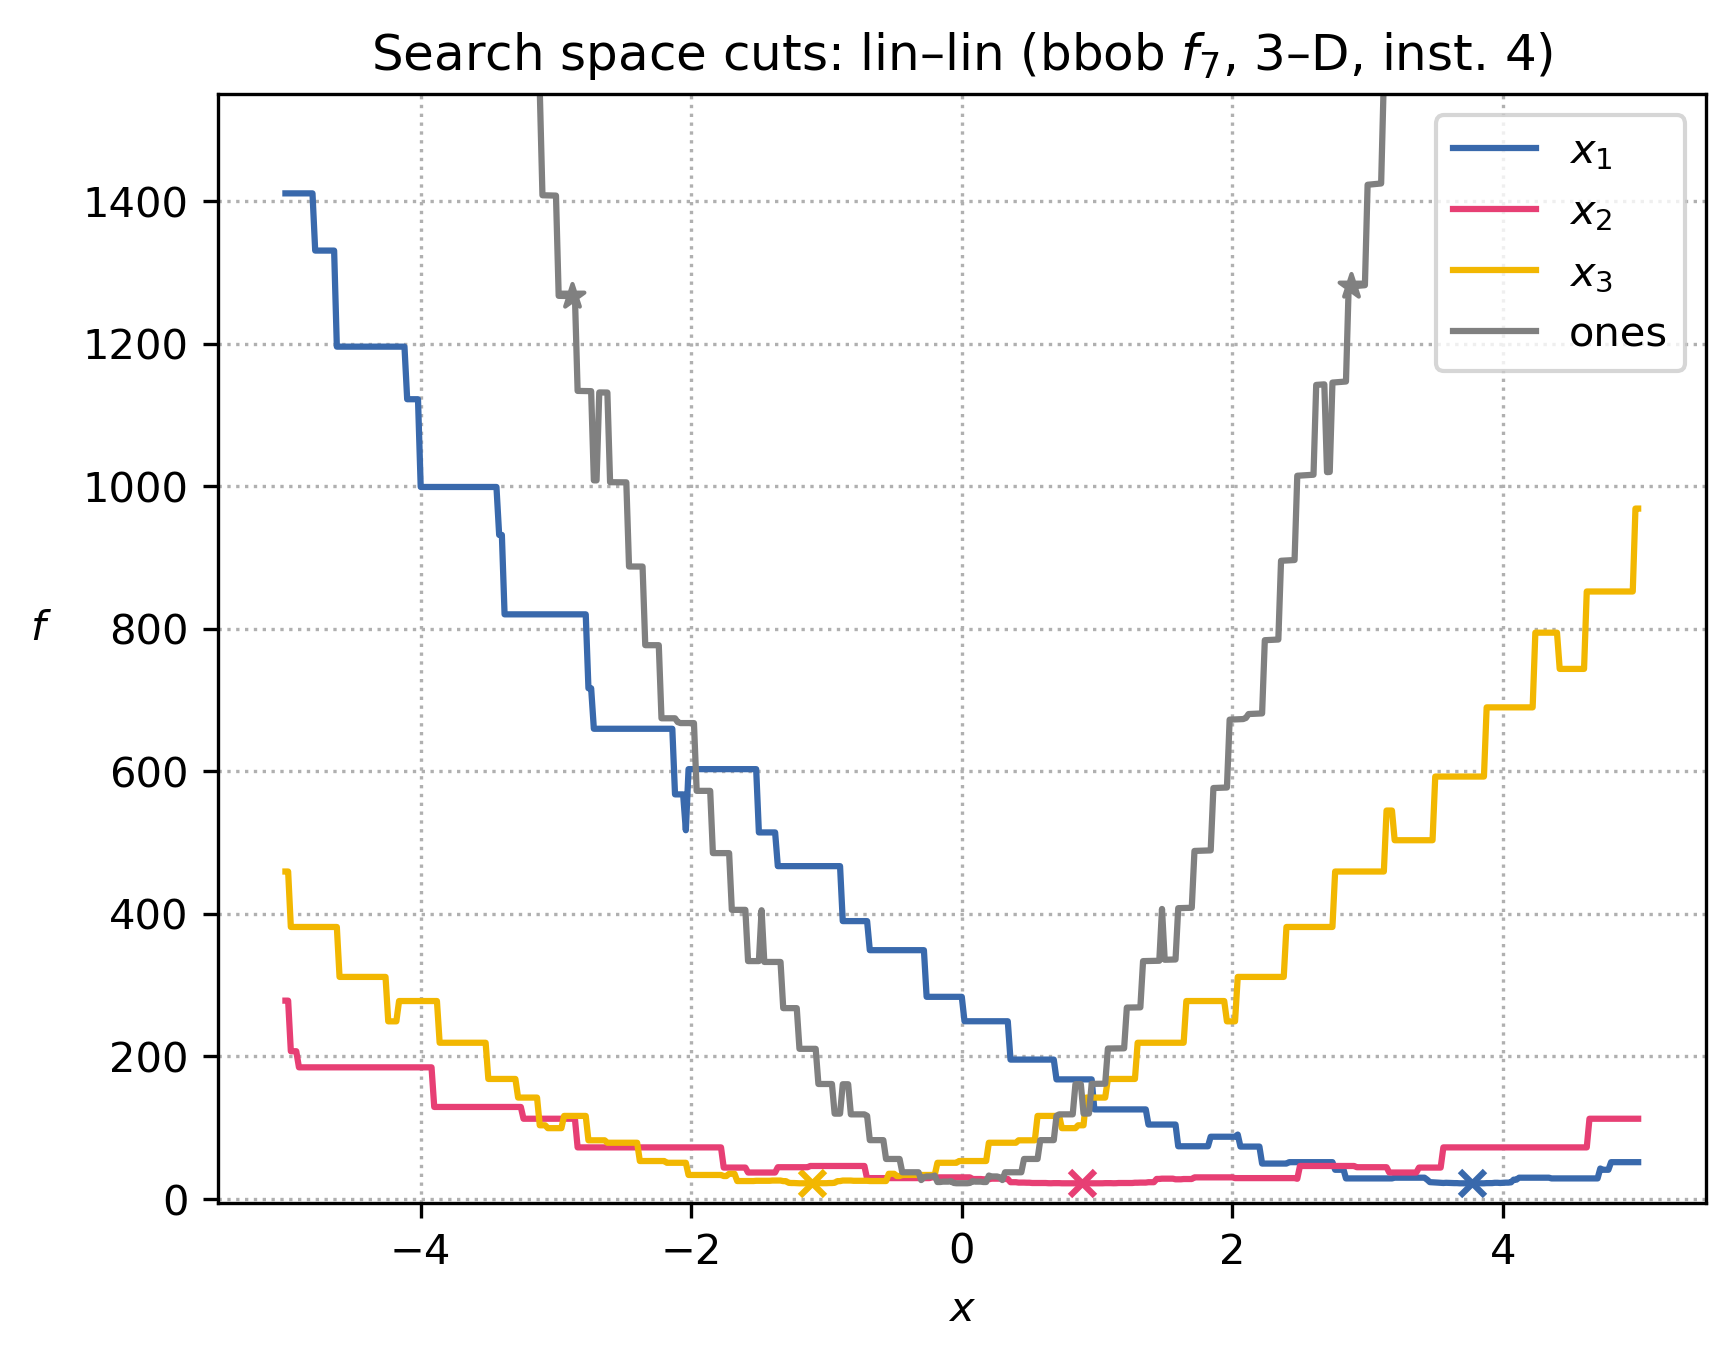 Search space cuts: lin–lin (bbob f₇, 3–D, inst. 4)
x₁
x₂
x₃
ones
1400
1200
1000
800
600
400
200
0
f
−4 −2 0 2 4
x